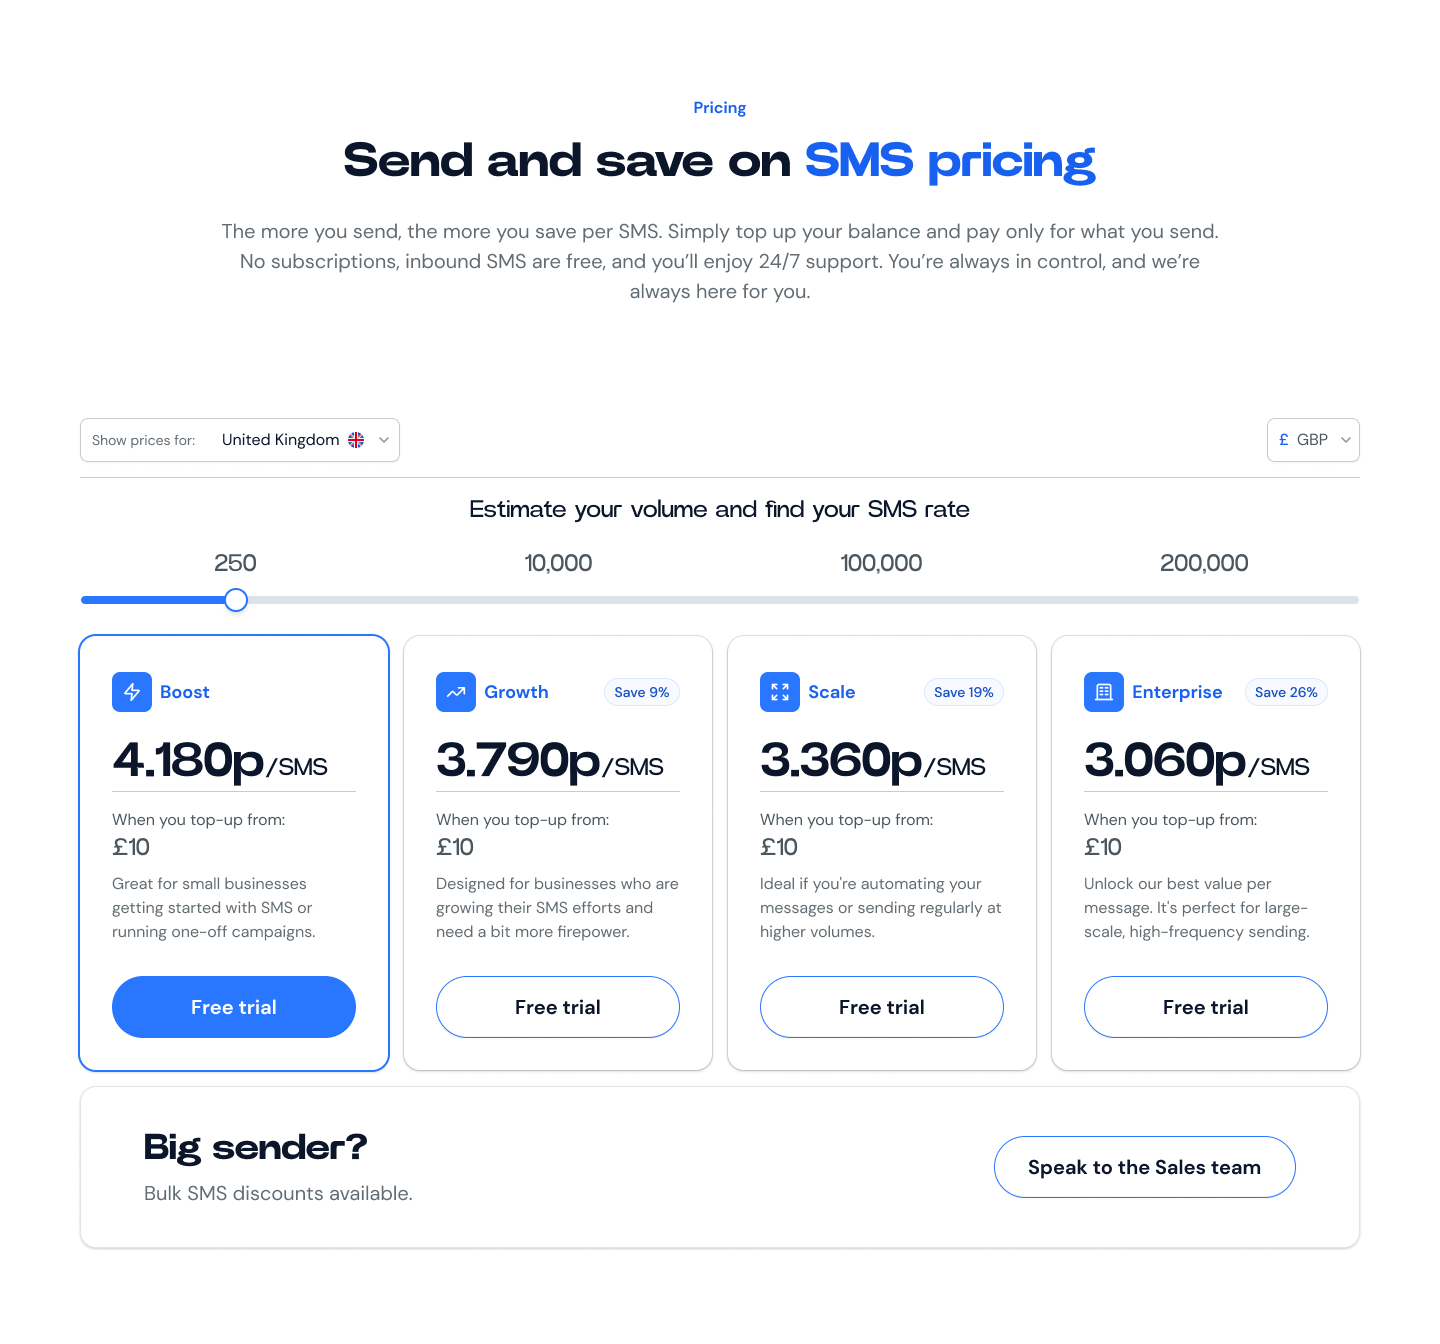 Pricing
Send and save on SMS pricing
The more you send, the more you save per SMS. Simply top up your balance and pay only for what you send.
No subscriptions, inbound SMS are free, and you’ll enjoy 24/7 support. You’re always in control, and we’re
always here for you.
Show prices for: United Kingdom
£ GBP
Estimate your volume and find your SMS rate
250 10,000 100,000 200,000
Boost
4.180p/SMS
When you top-up from:
£10
Great for small businesses
getting started with SMS or
running one-off campaigns.
Free trial
Growth Save 9%
3.790p/SMS
When you top-up from:
£10
Designed for businesses who are
growing their SMS efforts and
need a bit more firepower.
Free trial
Scale Save 19%
3.360p/SMS
When you top-up from:
£10
Ideal if you're automating your
messages or sending regularly at
higher volumes.
Free trial
Enterprise Save 26%
3.060p/SMS
When you top-up from:
£10
Unlock our best value per
message. It's perfect for large-
scale, high-frequency sending.
Free trial
Big sender?
Bulk SMS discounts available.
Speak to the Sales team